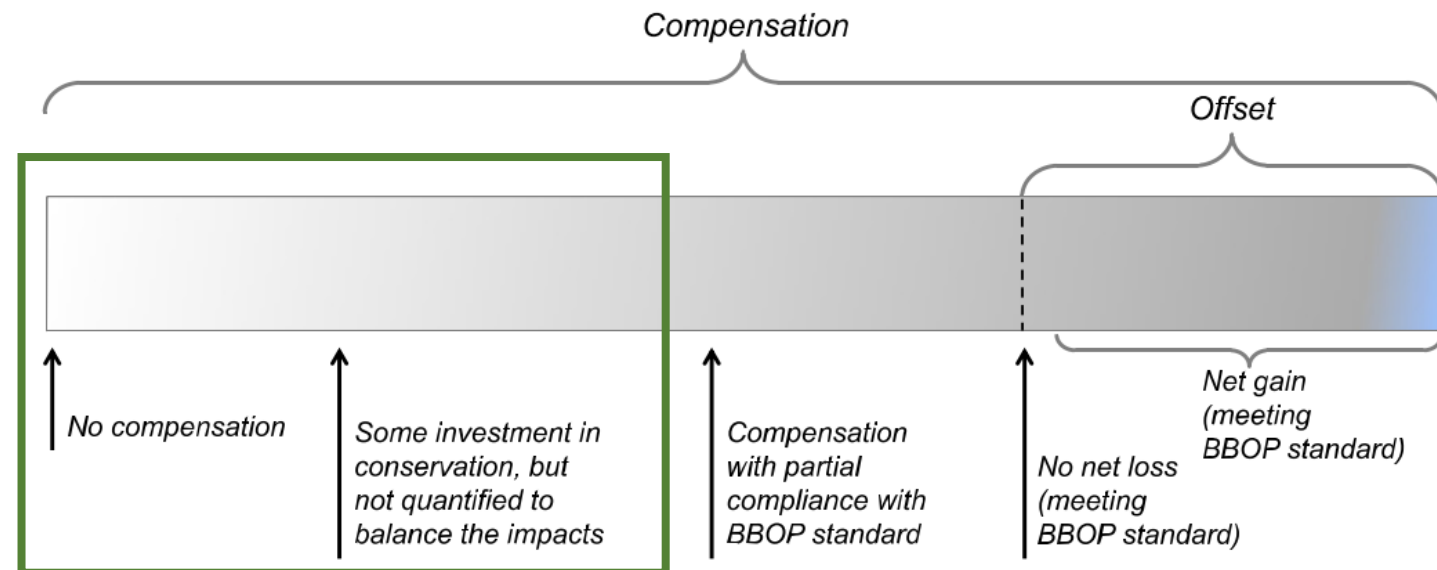 Compensation
Offset
No compensation
Some investment in
conservation, but
not quantified to
balance the impacts
Compensation
with partial
compliance with
BBOP standard
No net loss
(meeting
BBOP standard)
Net gain
(meeting
BBOP standard)